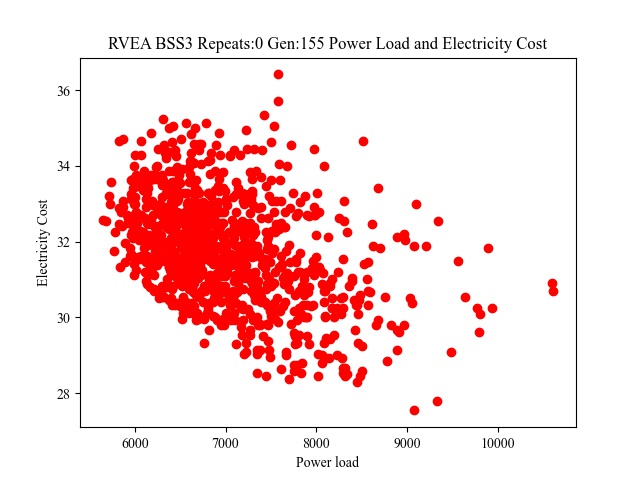 RVEA BSS3 Repeats:0 Gen:155 Power Load and Electricity Cost
Electricity Cost
36
34
32
30
28
6000 7000 8000 9000 10000
Power load